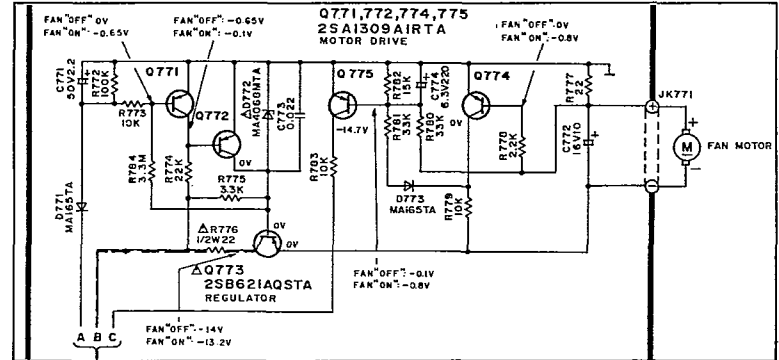 FAN"OFF" 0V
FAN"ON":-0.65V
FAN"OFF":-0.65V
FAN"ON":-0.1V
Q771,772,774,775
2SA1309A1RTA
MOTOR DRIVE
FAN"OFF":0V
FAN"ON":-0.8V
C771
50V2.2
R772
100K
Q771
Q772
△D772
MA4068MTA
C773
0.022
Q775
R782
15K
C774
6.3V220
Q774
R777
2.2
JK771
R773
10K
-14.7V
R781
33K
R780
33K
0V
R778
2.2K
C772
16V10
+
M
FAN MOTOR
-
R784
3.3M
R774
22K
0V
R775
3.3K
R783
10K
D773
MA165TA
R779
10K
D771
MA165TA
△R776
1/2W22
0V
0V
△Q773
2SB621AQSTA
REGULATOR
FAN"OFF":-0.1V
FAN"ON":-0.8V
A B C
FAN"OFF":-14V
FAN"ON":-13.2V